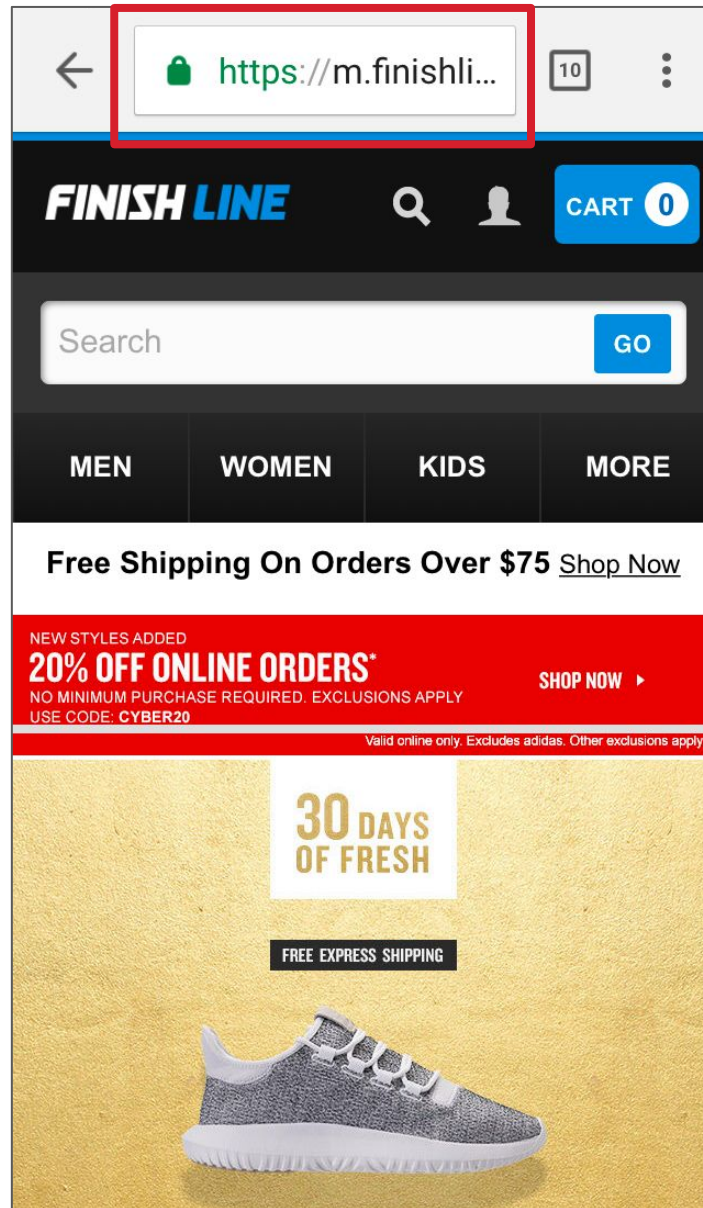 https://m.finishli...
10
FINISH LINE
CART 0
Search
GO
MEN WOMEN KIDS MORE
Free Shipping On Orders Over $75 Shop Now
NEW STYLES ADDED
20% OFF ONLINE ORDERS*
NO MINIMUM PURCHASE REQUIRED. EXCLUSIONS APPLY
USE CODE: CYBER20
SHOP NOW
Valid online only. Excludes adidas. Other exclusions apply
30 DAYS
OF FRESH
FREE EXPRESS SHIPPING